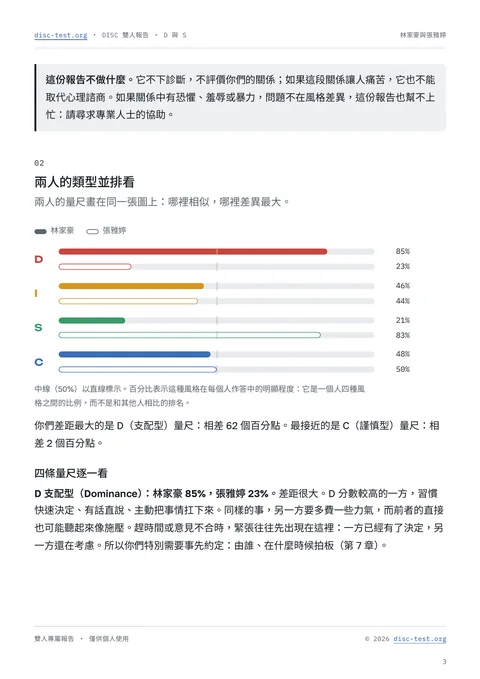 disc-test.org • DISC 雙人報告 • D 與 S
林家豪與張雅婷
這份報告不做什麼。它不下診斷，不評價你們的關係；如果這段關係讓人痛苦，它也不能
取代心理諮商。如果關係中有恐懼、羞辱或暴力，問題不在風格差異，這份報告也幫不上
忙：請尋求專業人士的協助。
02
兩人的類型並排看
兩人的量尺畫在同一張圖上：哪裡相似，哪裡差異最大。
林家豪 張雅婷
D 85%
23%
I 46%
44%
S 21%
83%
C 48%
50%
中線（50%）以直線標示。百分比表示這種風格在每個人作答中的明顯程度：它是一個人四種風
格之間的比例，而不是和其他人相比的排名。
你們差距最大的是 D（支配型）量尺：相差 62 個百分點。最接近的是 C（謹慎型）量尺：相
差 2 個百分點。
四條量尺逐一看
D 支配型（Dominance）：林家豪 85%，張雅婷 23%。差距很大。D 分數較高的一方，習慣
快速決定、有話直說、主動把事情扛下來。同樣的事，另一方要多費一些力氣，而前者的直接
也可能聽起來像施壓。趕時間或意見不合時，緊張往往先出現在這裡：一方已經有了決定，另
一方還在考慮。所以你們特別需要事先約定：由誰、在什麼時候拍板（第 7 章）。
雙人專屬報告 • 僅供個人使用
© 2026 disc-test.org
3